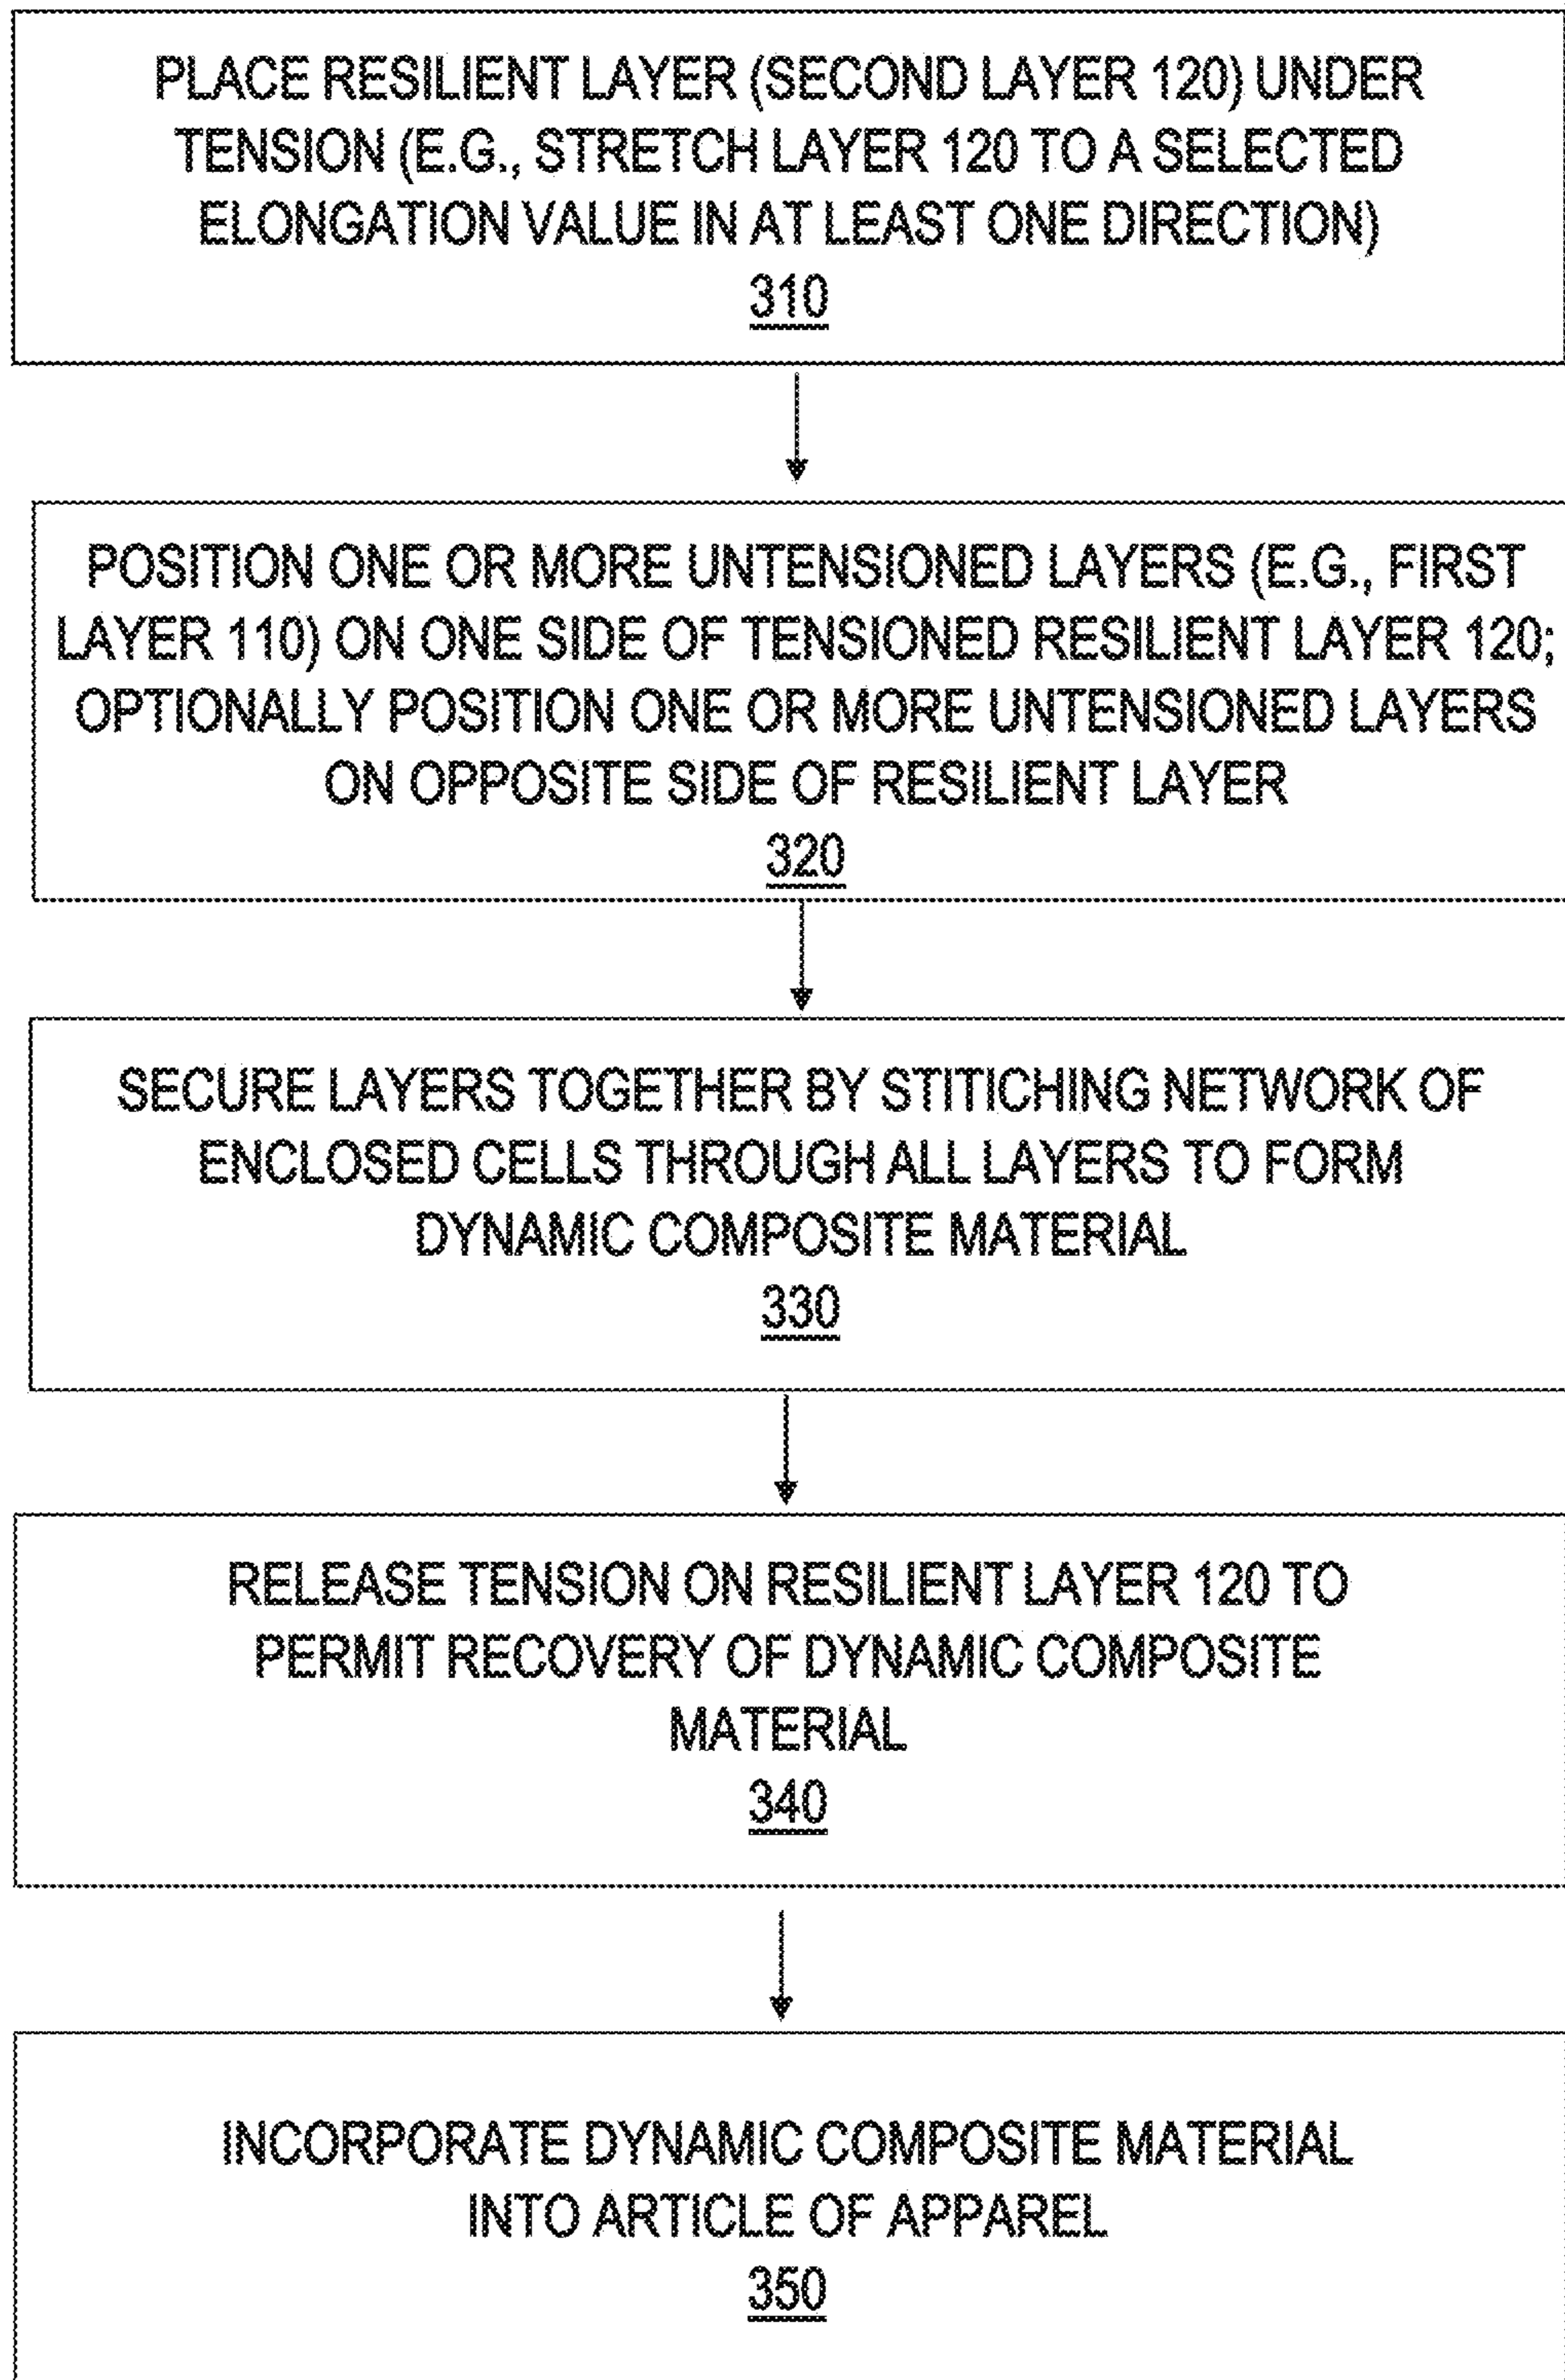 PLACE RESILIENT LAYER (SECOND LAYER 120) UNDER
TENSION (E.G., STRETCH LAYER 120 TO A SELECTED
ELONGATION VALUE IN AT LEAST ONE DIRECTION)
310
POSITION ONE OR MORE UNTENSIONED LAYERS (E.G., FIRST
LAYER 110) ON ONE SIDE OF TENSIONED RESILIENT LAYER 120;
OPTIONALLY POSITION ONE OR MORE UNTENSIONED LAYERS
ON OPPOSITE SIDE OF RESILIENT LAYER
320
SECURE LAYERS TOGETHER BY STITICHING NETWORK OF
ENCLOSED CELLS THROUGH ALL LAYERS TO FORM
DYNAMIC COMPOSITE MATERIAL
330
RELEASE TENSION ON RESILIENT LAYER 120 TO
PERMIT RECOVERY OF DYNAMIC COMPOSITE
MATERIAL
340
INCORPORATE DYNAMIC COMPOSITE MATERIAL
INTO ARTICLE OF APPAREL
350